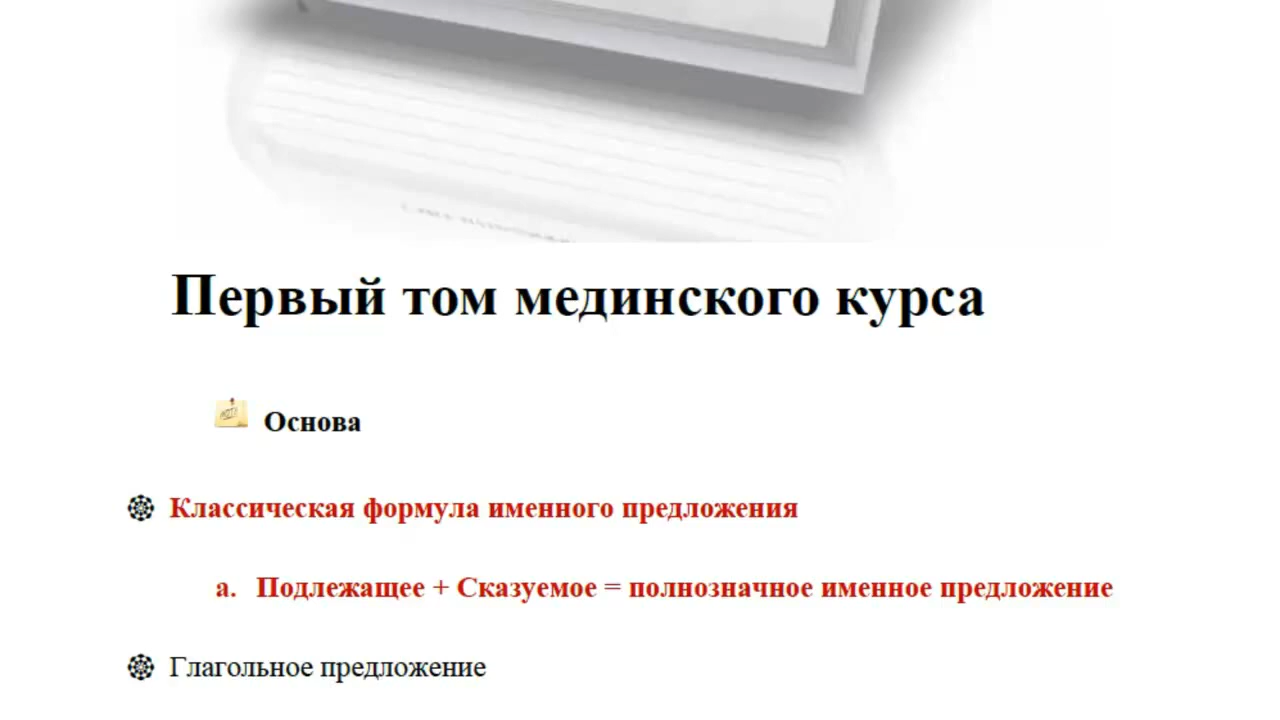 Первый том мединского курса
Основа
Классическая формула именного предложения
a. Подлежащее + Сказуемое = полнозначное именное предложение
Глагольное предложение